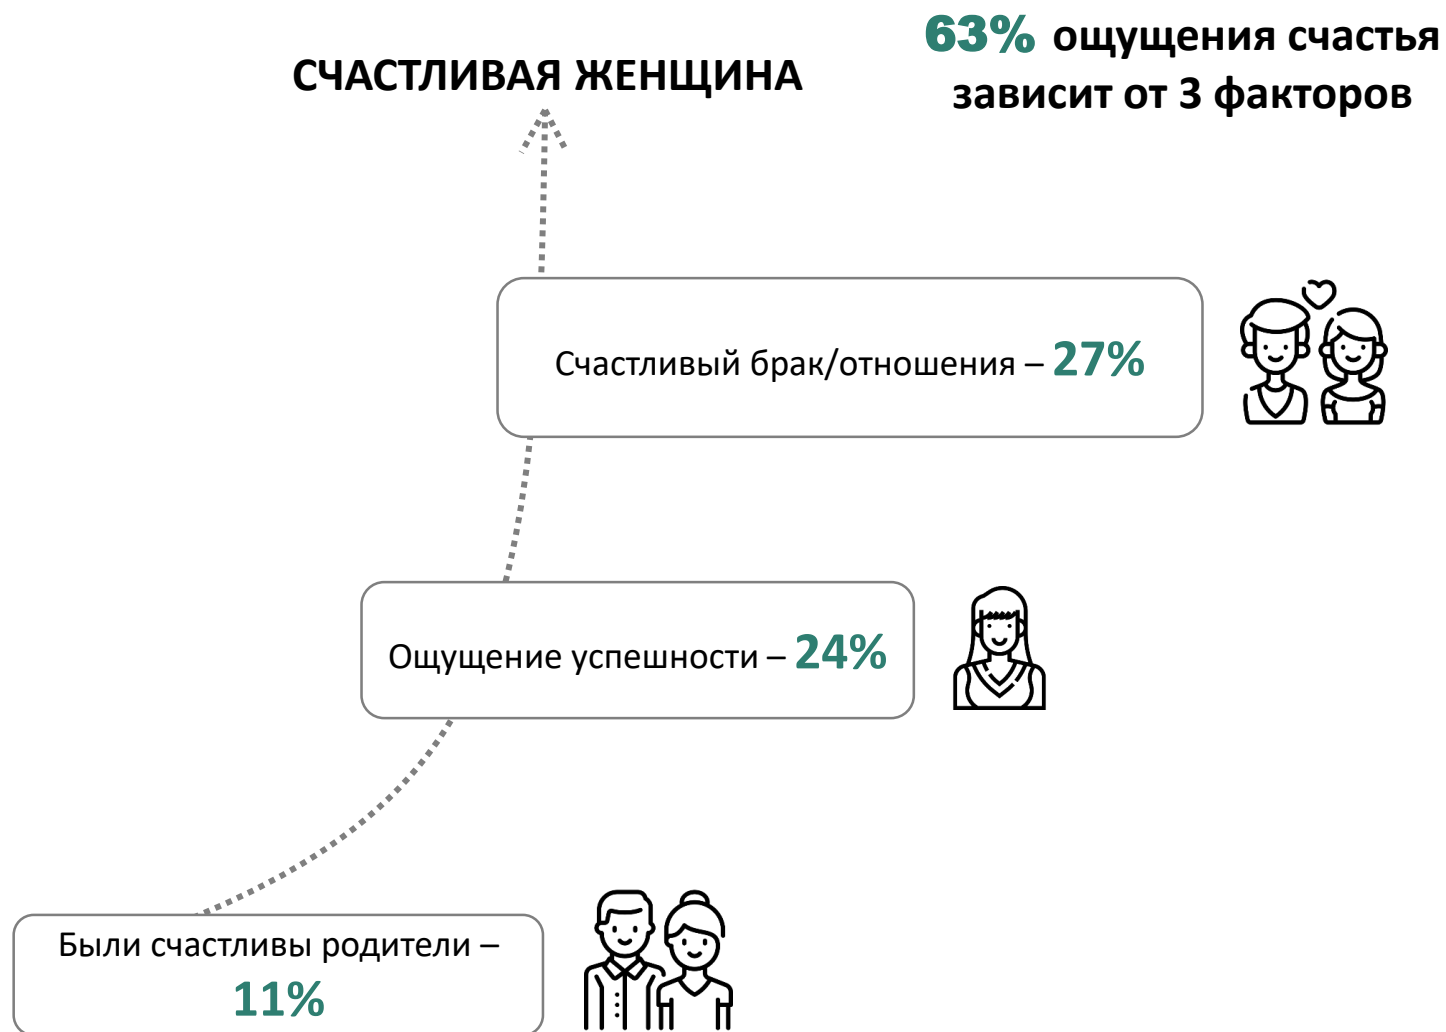 63% ощущения счастья
зависит от 3 факторов
СЧАСТЛИВАЯ ЖЕНЩИНА
Счастливый брак/отношения – 27%
Ощущение успешности – 24%
Были счастливы родители –
11%